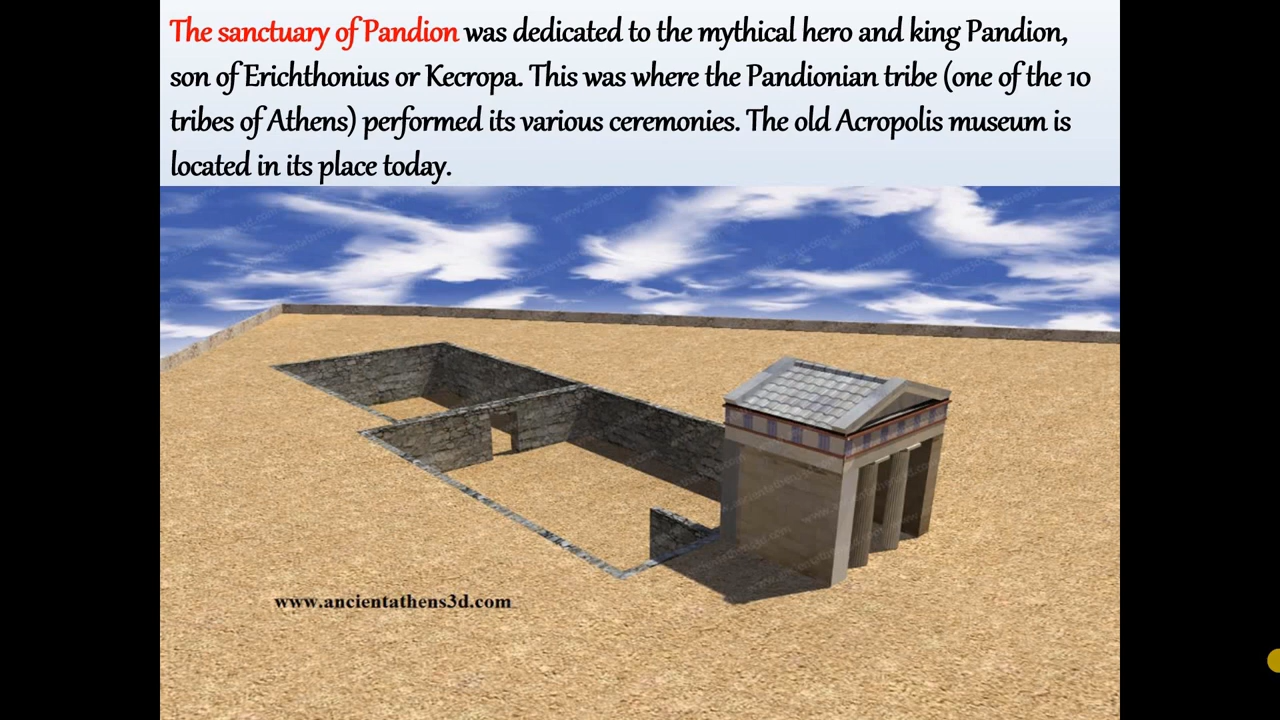 The sanctuary of Pandion was dedicated to the mythical hero and king Pandion,
son of Erichthonius or Kecropa. This was where the Pandionian tribe (one of the 10
tribes of Athens) performed its various ceremonies. The old Acropolis museum is
located in its place today.
www.ancientathens3d.com